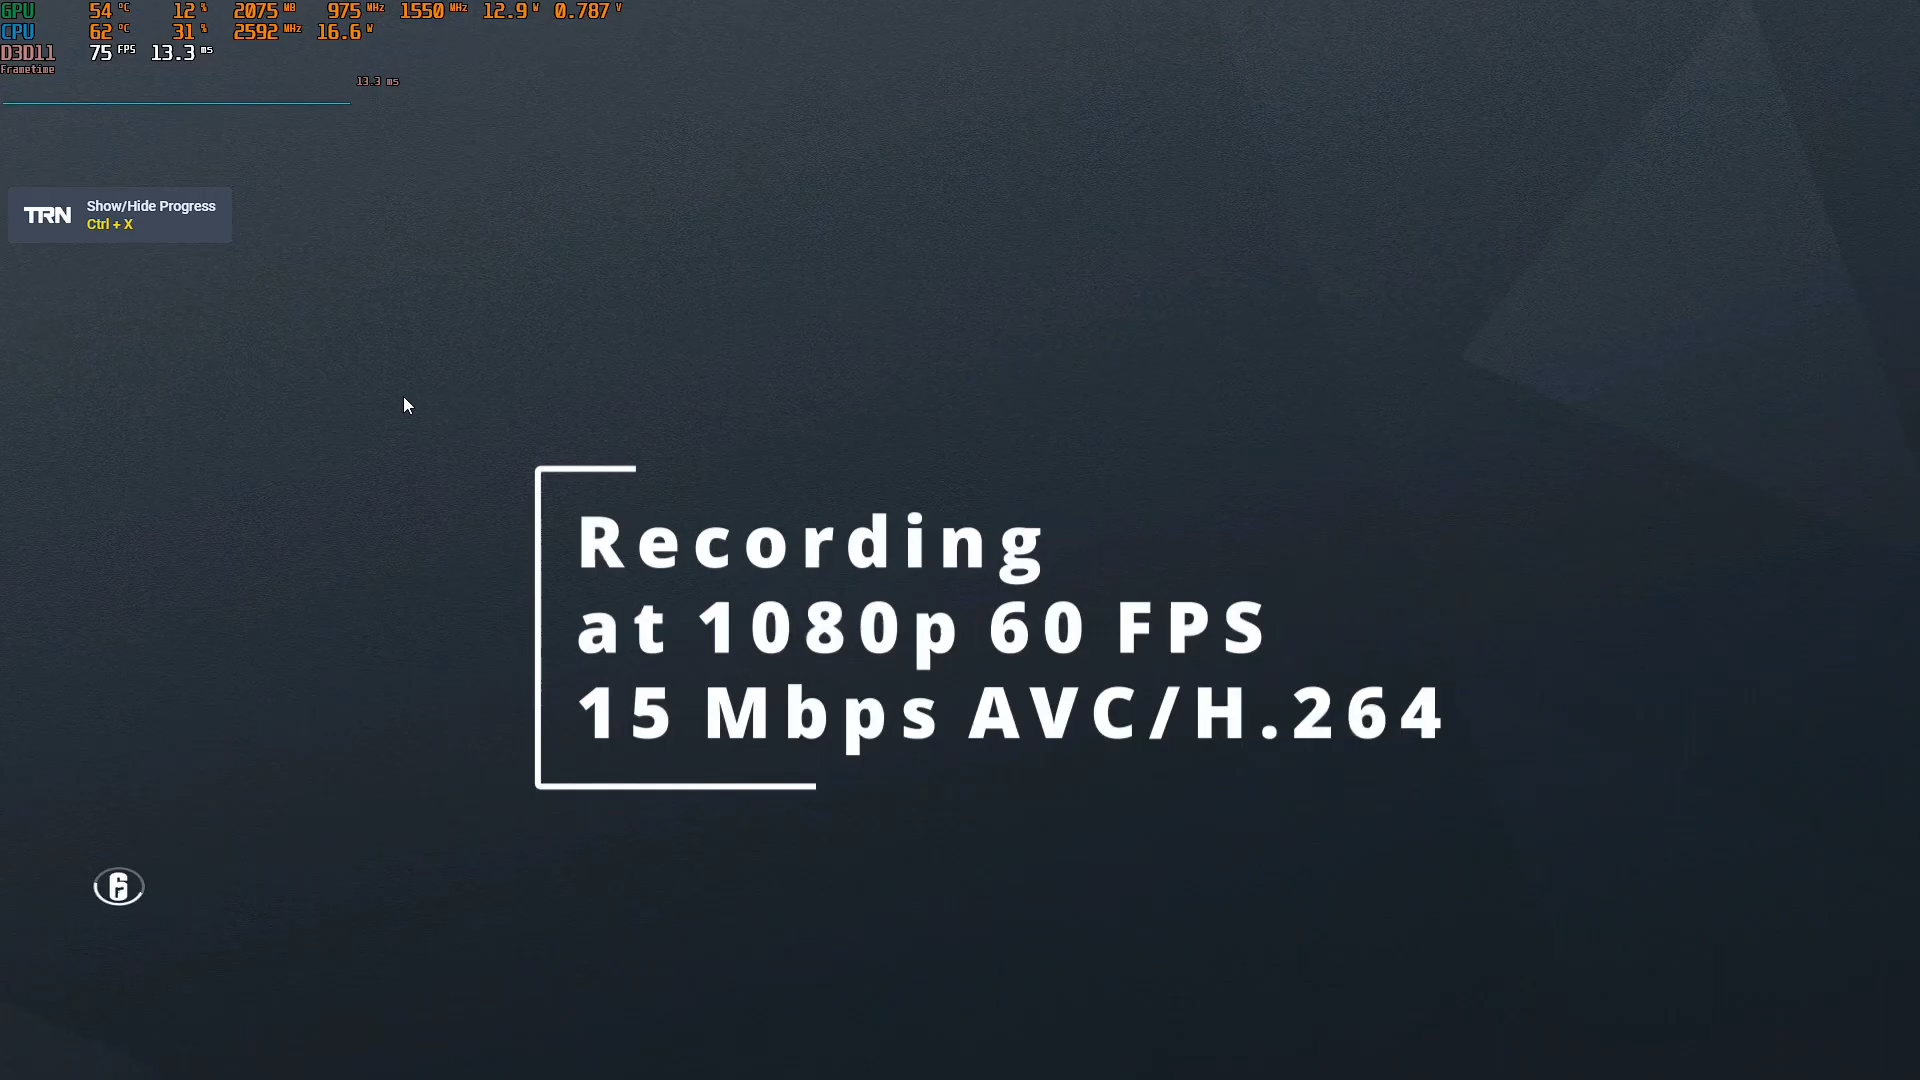 GPU 54 °C 12 % 2075 MB 975 MHz 1550 MHz 12.9 W 0.787 V
CPU 62 °C 31 % 2592 MHz 16.6 W
D3D11 75 FPS 13.3 ms
Frametime
13.3 ms
TRN Show/Hide Progress
Ctrl + X
Recording
at 1080p 60 FPS
15 Mbps AVC/H.264
6